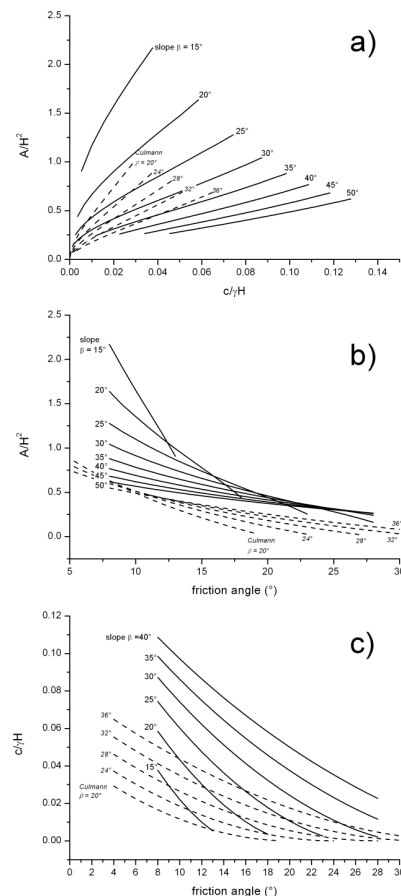 a)
2.5
2.0
1.5
1.0
0.5
0.0
A/H²
slope β = 15°
20°
25°
30°
35°
40°
45°
50°
Culmann
β = 20°
24°
28°
32°
36°
0.00 0.02 0.04 0.06 0.08 0.10 0.12 0.14
c/γH
b)
2.5
2.0
1.5
1.0
0.5
0.0
A/H²
slope
β = 15°
20°
25°
30°
35°
40°
45°
50°
36°
Culmann
β = 20°
24°
28°
32°
5 10 15 20 25 30
friction angle (°)
c)
0.12
0.10
0.08
0.06
0.04
0.02
0.00
c/γH
slope β =40°
35°
30°
25°
20°
15°
36°
32°
28°
24°
Culmann
β = 20°
0 2 4 6 8 10 12 14 16 18 20 22 24 26 28 30
friction angle (°)